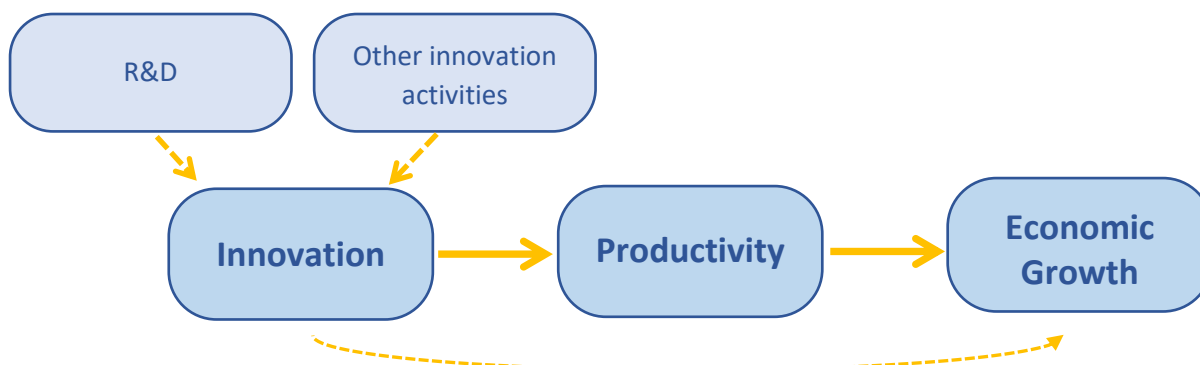 R&D
Other innovation
activities
Innovation
Productivity
Economic
Growth